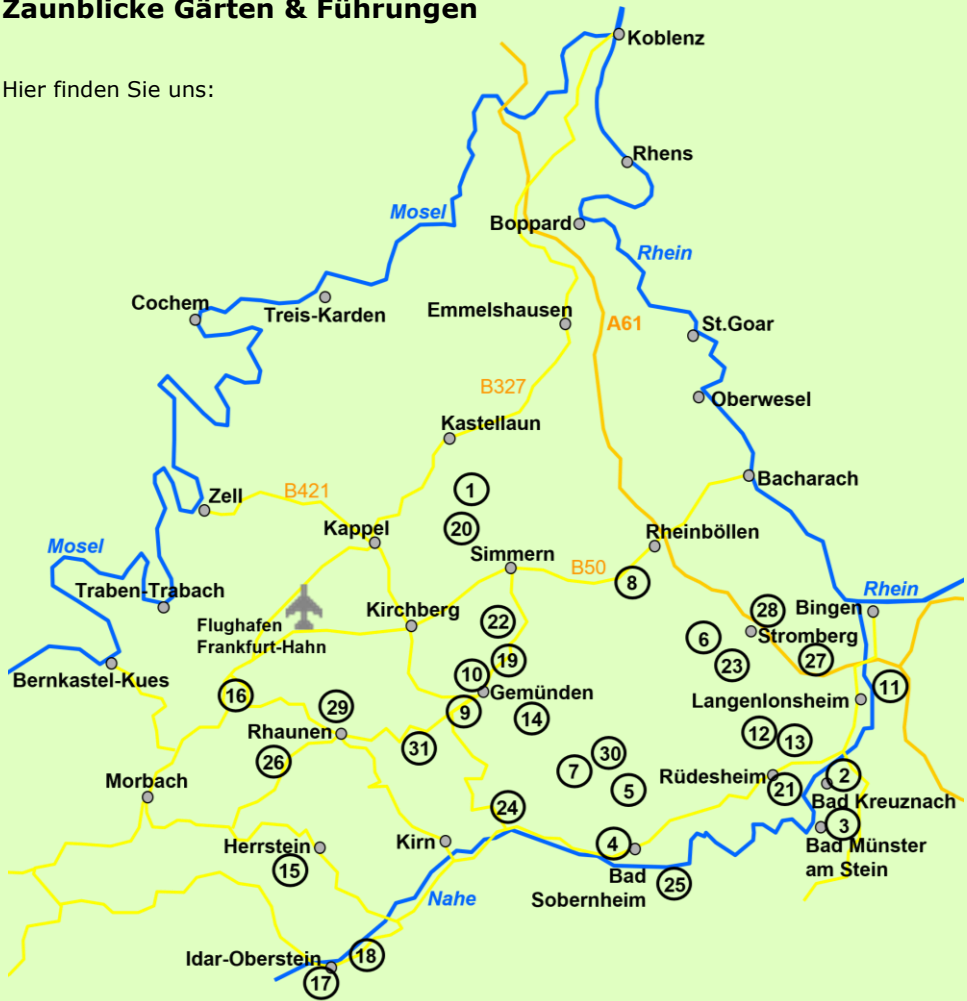 Zaunblicke Gärten & Führungen
Hier finden Sie uns:
Koblenz
Rhens
Mosel
Boppard
Rhein
Cochem
Treis-Karden
Emmelshausen
A61
St.Goar
B327
Oberwesel
Kastellaun
Bacharach
Zell
B421
1
Kappel
20
Rheinböllen
Mosel
Simmern
B50
8
Rhein
Traben-Trabach
Kirchberg
28
Bingen
Flughafen
Frankfurt-Hahn
22
6
Stromberg
Bernkastel-Kues
10
19
23
27
11
16
Gemünden
Langenlonsheim
29
9
14
Rhaunen
31
12
13
26
7
30
Morbach
5
Rüdesheim
21
2
Bad Kreuznach
24
3
Herrstein
Kirn
4
Bad Münster
am Stein
15
Bad
Sobernheim
25
Nahe
Idar-Oberstein
18
17